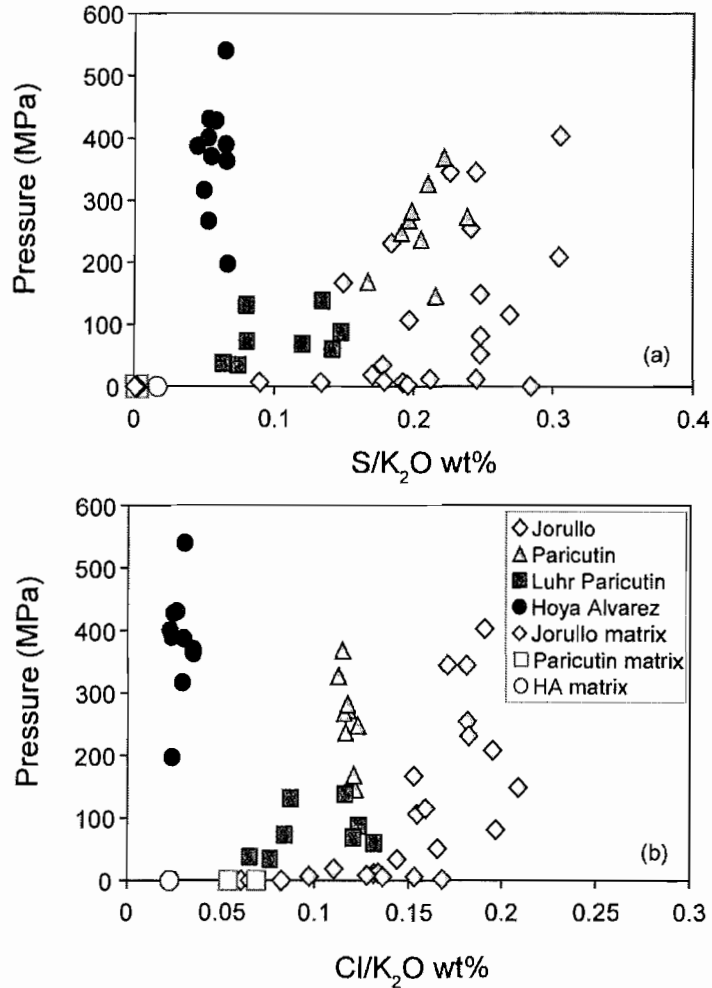 600
500
400
300
200
100
0
Pressure (MPa)
(a)
0 0.1 0.2 0.3 0.4
S/K₂O wt%
600
500
400
300
200
100
0
Pressure (MPa)
Jorullo
Paricutin
Luhr Paricutin
Hoya Alvarez
Jorullo matrix
Paricutin matrix
HA matrix
(b)
0 0.05 0.1 0.15 0.2 0.25 0.3
Cl/K₂O wt%